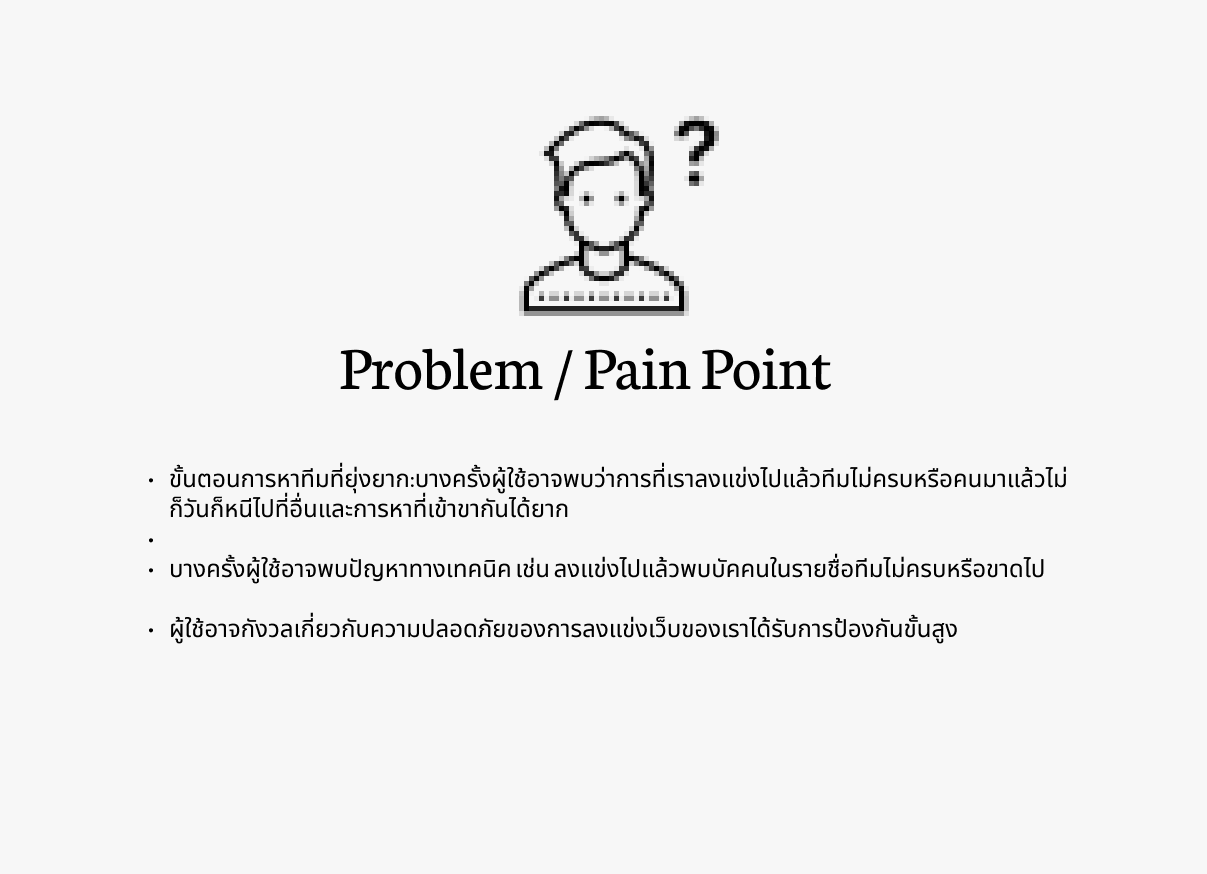 ?
Problem / Pain Point
• ขั้นตอนการหาทีมที่ยุ่งยาก:บางครั้งผู้ใช้อาจพบว่าการที่เราลงแข่งไปแล้วทีมไม่ครบหรือคนมาแล้วไม่
ก็วันก็หนีไปที่อื่นและการหาที่เข้าขากันได้ยาก
•
• บางครั้งผู้ใช้อาจพบปัญหาทางเทคนิค เช่น ลงแข่งไปแล้วพบบัคคนในรายชื่อทีมไม่ครบหรือขาดไป
• ผู้ใช้อาจกังวลเกี่ยวกับความปลอดภัยของการลงแข่งเว็บของเราได้รับการป้องกันขั้นสูง